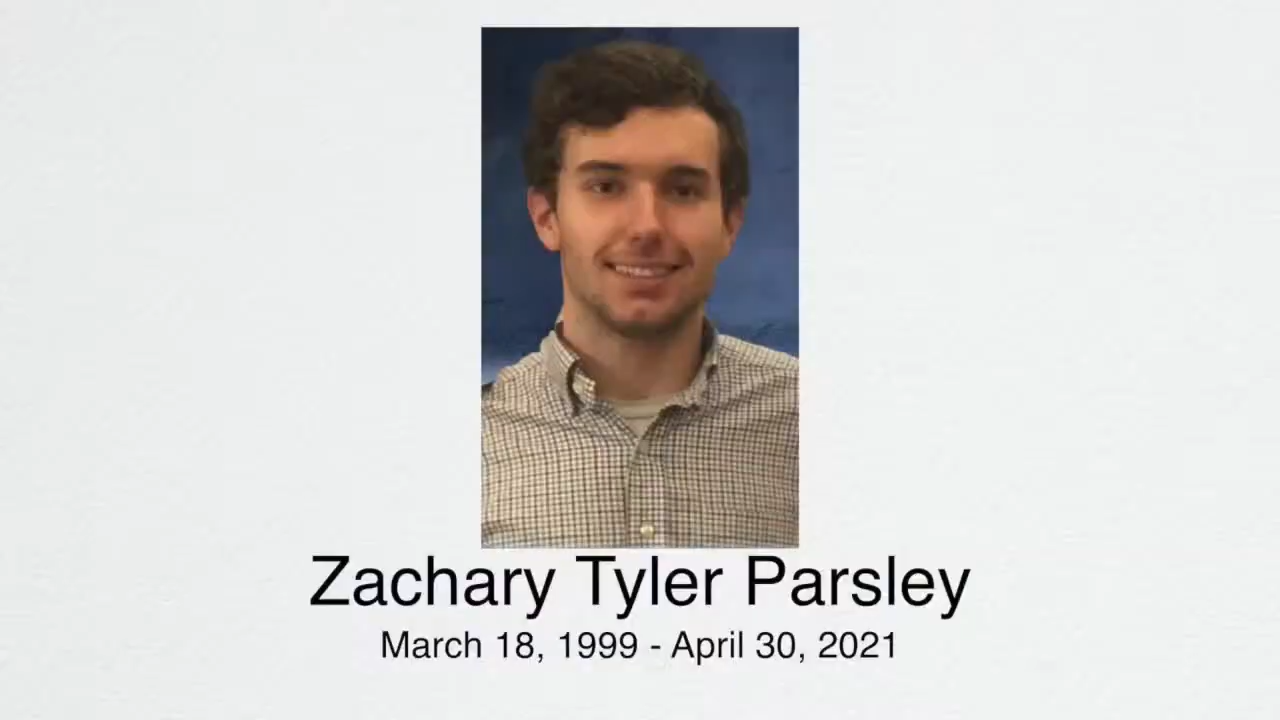 Zachary Tyler Parsley
March 18, 1999 - April 30, 2021